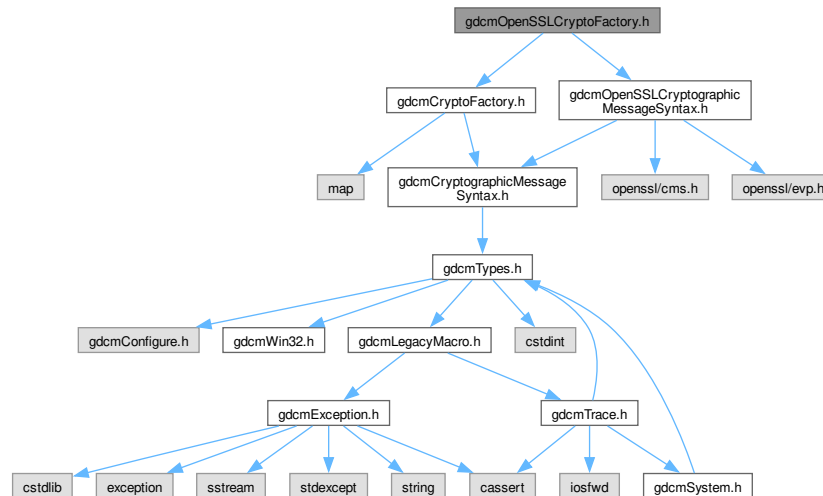 gdcmOpenSSLCryptoFactory.h
gdcmCryptoFactory.h
gdcmOpenSSLCryptographic
MessageSyntax.h
map
gdcmCryptographicMessage
Syntax.h
openssl/cms.h
openssl/evp.h
gdcmTypes.h
gdcmConfigure.h
gdcmWin32.h
gdcmLegacyMacro.h
cstdint
gdcmException.h
gdcmTrace.h
cstdlib
exception
sstream
stdexcept
string
cassert
iosfwd
gdcmSystem.h